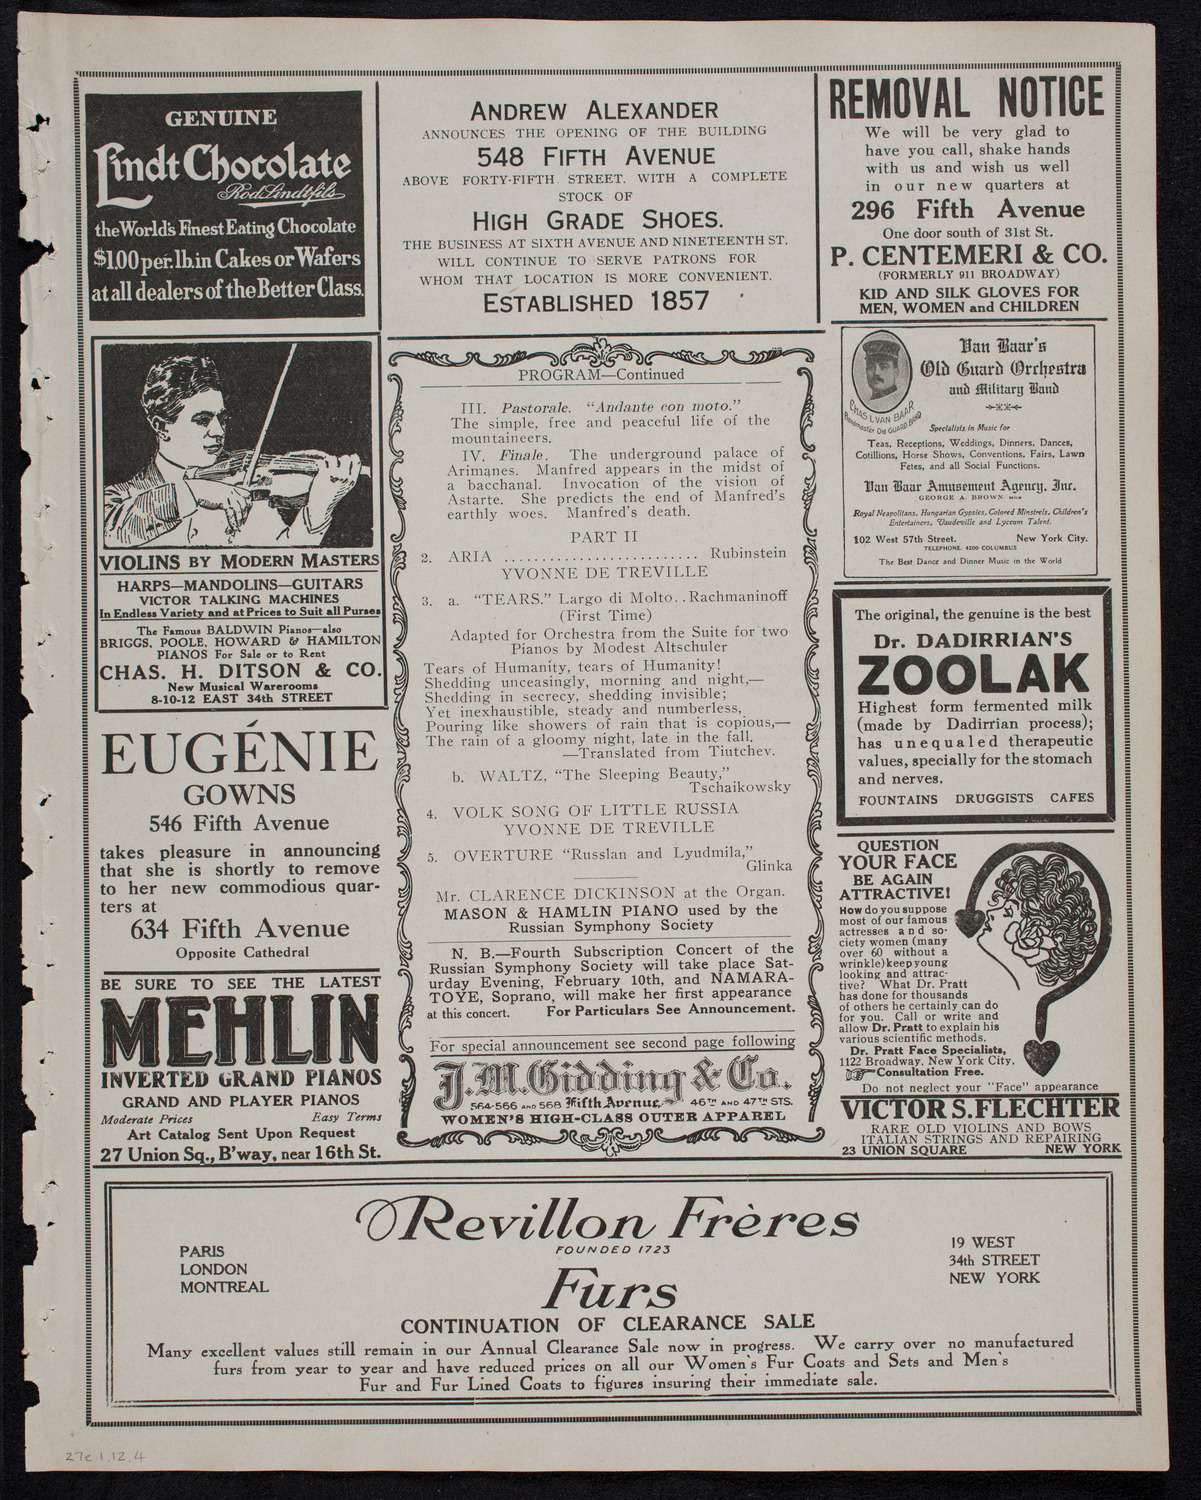 GENUINE
Lindt Chocolate
Rod. Lindt fils
the World's Finest Eating Chocolate
$1.00 per. lb. in Cakes or Wafers
at all dealers of the Better Class.
ANDREW ALEXANDER
ANNOUNCES THE OPENING OF THE BUILDING
548 FIFTH AVENUE
ABOVE FORTY-FIFTH STREET. WITH A COMPLETE
STOCK OF
HIGH GRADE SHOES.
THE BUSINESS AT SIXTH AVENUE AND NINETEENTH ST.
WILL CONTINUE TO SERVE PATRONS FOR
WHOM THAT LOCATION IS MORE CONVENIENT.
ESTABLISHED 1857
REMOVAL NOTICE
We will be very glad to
have you call, shake hands
with us and wish us well
in our new quarters at
296 Fifth Avenue
One door south of 31st St.
P. CENTEMERI & CO.
(FORMERLY 911 BROADWAY)
KID AND SILK GLOVES FOR
MEN, WOMEN and CHILDREN
VIOLINS BY MODERN MASTERS
HARPS—MANDOLINS—GUITARS
VICTOR TALKING MACHINES
In Endless Variety and at Prices to Suit all Purses
The Famous BALDWIN Pianos—also
BRIGGS, POOLE, HOWARD & HAMILTON
PIANOS For Sale or to Rent
CHAS. H. DITSON & CO.
New Musical Warerooms
8-10-12 EAST 34th STREET
EUGÉNIE
GOWNS
546 Fifth Avenue
takes pleasure in announcing
that she is shortly to remove
to her new commodious quar-
ters at
634 Fifth Avenue
Opposite Cathedral
BE SURE TO SEE THE LATEST
MEHLIN
INVERTED GRAND PIANOS
GRAND AND PLAYER PIANOS
Moderate Prices Easy Terms
Art Catalog Sent Upon Request
27 Union Sq., B'way, near 16th St.
PROGRAM—Continued
III. Pastorale. "Andante con moto."
The simple, free and peaceful life of the
mountaineers.
IV. Finale. The underground palace of
Arimanes. Manfred appears in the midst of
a bacchanal. Invocation of the vision of
Astarte. She predicts the end of Manfred's
earthly woes. Manfred's death.
PART II
2. ARIA ........................ Rubinstein
YVONNE DE TREVILLE
3. a. "TEARS." Largo di Molto..Rachmaninoff
(First Time)
Adapted for Orchestra from the Suite for two
Pianos by Modest Altschuler
Tears of Humanity, tears of Humanity!
Shedding unceasingly, morning and night,—
Shedding in secrecy, shedding invisible;
Yet inexhaustible, steady and numberless,
Pouring like showers of rain that is copious,—
The rain of a gloomy night, late in the fall.
—Translated from Tiutchev.
b. WALTZ, "The Sleeping Beauty,"
Tschaikowsky
4. VOLK SONG OF LITTLE RUSSIA
YVONNE DE TREVILLE
5. OVERTURE "Russlan and Lyudmila,"
Glinka
Mr. CLARENCE DICKINSON at the Organ.
MASON & HAMLIN PIANO used by the
Russian Symphony Society
N. B.—Fourth Subscription Concert of the
Russian Symphony Society will take place Sat-
urday Evening, February 10th, and NAMARA-
TOYE, Soprano, will make her first appearance
at this concert. For Particulars See Announcement.
For special announcement see second page following
J.M. Gidding & Co.
564-566 AND 568 Fifth Avenue 46TH AND 47TH STS.
WOMEN'S HIGH-CLASS OUTER APPAREL
CHAS L VAN BAAR
Bandmaster Old GUARD BAND
Van Baar's
Old Guard Orchestra
and Military Band
Specialists in Music for
Teas, Receptions, Weddings, Dinners, Dances,
Cotillions, Horse Shows, Conventions, Fairs, Lawn
Fetes, and all Social Functions.
Van Baar Amusement Agency, Inc.
GEORGE A. BROWN MGR
Royal Neapolitans, Hungarian Gypsies, Colored Minstrels, Children's
Entertainers, Vaudeville and Lyceum Talent.
102 West 57th Street. New York City.
TELEPHONE. 4200 COLUMBUS
The Best Dance and Dinner Music in the World
The original, the genuine is the best
Dr. DADIRRIAN'S
ZOOLAK
Highest form fermented milk
(made by Dadirrian process);
has unequaled therapeutic
values, specially for the stomach
and nerves.
FOUNTAINS DRUGGISTS CAFES
QUESTION
YOUR FACE
BE AGAIN
ATTRACTIVE!
How do you suppose
most of our famous
actresses and so-
ciety women (many
over 60 without a
wrinkle) keep young
looking and attrac-
tive? What Dr. Pratt
has done for thousands
of others he certainly can do
for you. Call or write and
allow Dr. Pratt to explain his
various scientific methods.
Dr. Pratt Face Specialists,
1122 Broadway, New York City.
Consultation Free.
Do not neglect your "Face" appearance
VICTOR S. FLECHTER
RARE OLD VIOLINS AND BOWS
ITALIAN STRINGS AND REPAIRING
23 UNION SQUARE NEW YORK
Revillon Frères
FOUNDED 1723
PARIS
LONDON
MONTREAL
19 WEST
34th STREET
NEW YORK
Furs
CONTINUATION OF CLEARANCE SALE
Many excellent values still remain in our Annual Clearance Sale now in progress. We carry over no manufactured
furs from year to year and have reduced prices on all our Women's Fur Coats and Sets and Men's
Fur and Fur Lined Coats to figures insuring their immediate sale.
27e 1.12.4